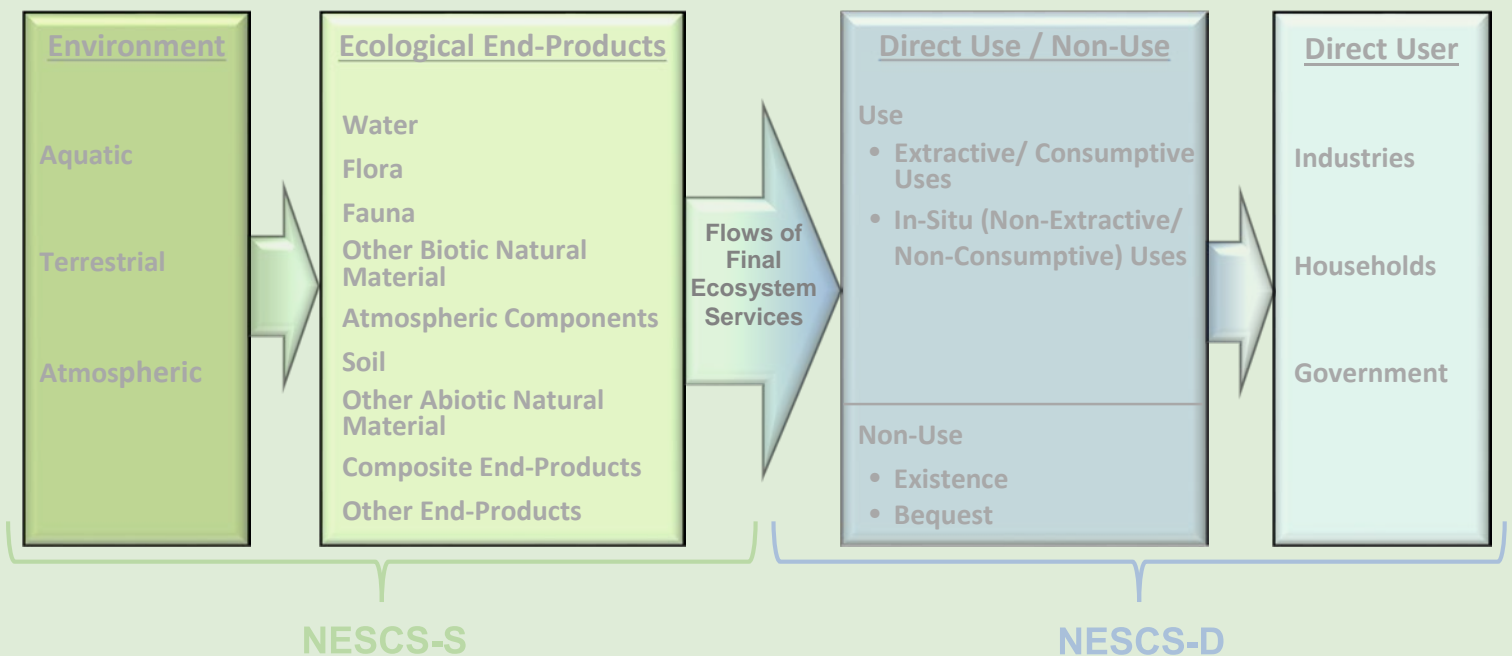 Environment
Aquatic
Terrestrial
Atmospheric
Ecological End-Products
Water
Flora
Fauna
Other Biotic Natural
Material
Atmospheric Components
Soil
Other Abiotic Natural
Material
Composite End-Products
Other End-Products
Flows of
Final
Ecosystem
Services
Direct Use / Non-Use
Use
• Extractive/ Consumptive
Uses
• In-Situ (Non-Extractive/
Non-Consumptive) Uses
Non-Use
• Existence
• Bequest
Direct User
Industries
Households
Government
NESCS-S
NESCS-D